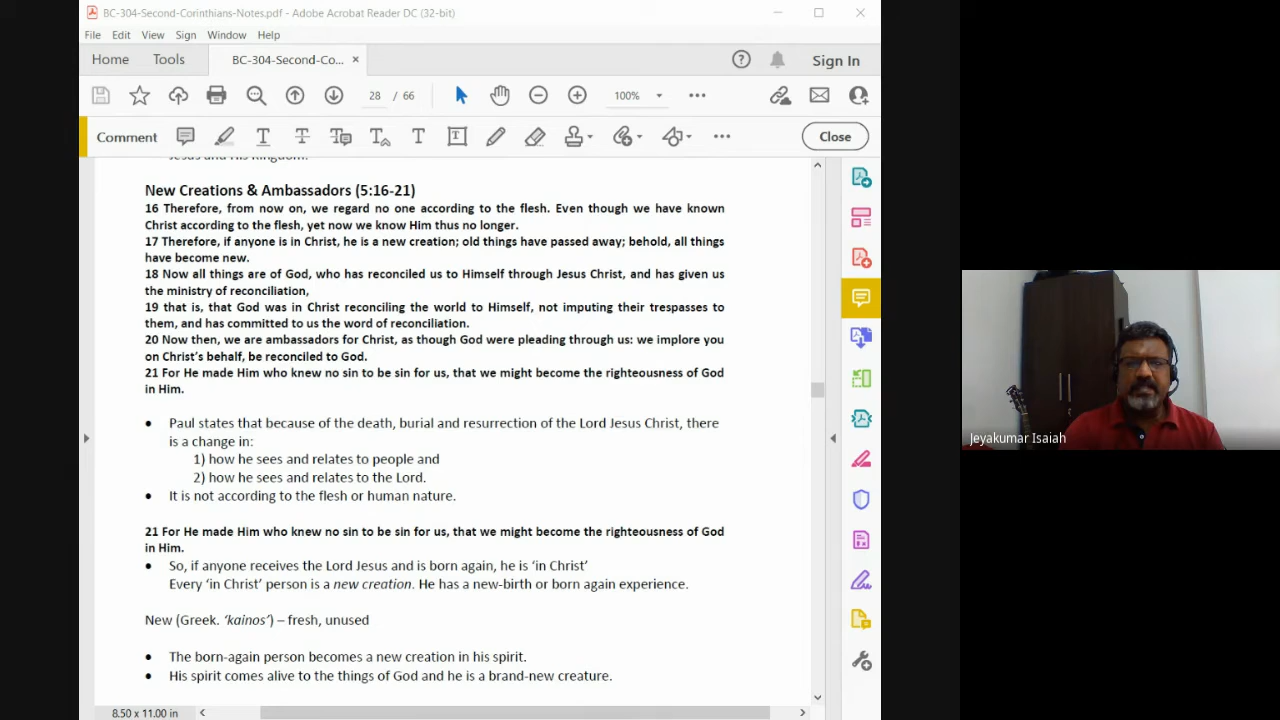 BC-304-Second-Corinthians-Notes.pdf - Adobe Acrobat Reader DC (32-bit)
File Edit View Sign Window Help
Home Tools BC-304-Second-Co... × Sign In
28 / 66 100%
Comment Close
Jesus and His Kingdom.
New Creations & Ambassadors (5:16-21)
16 Therefore, from now on, we regard no one according to the flesh. Even though we have known
Christ according to the flesh, yet now we know Him thus no longer.
17 Therefore, if anyone is in Christ, he is a new creation; old things have passed away; behold, all things
have become new.
18 Now all things are of God, who has reconciled us to Himself through Jesus Christ, and has given us
the ministry of reconciliation,
19 that is, that God was in Christ reconciling the world to Himself, not imputing their trespasses to
them, and has committed to us the word of reconciliation.
20 Now then, we are ambassadors for Christ, as though God were pleading through us: we implore you
on Christ's behalf, be reconciled to God.
21 For He made Him who knew no sin to be sin for us, that we might become the righteousness of God
in Him.
• Paul states that because of the death, burial and resurrection of the Lord Jesus Christ, there
is a change in:
1) how he sees and relates to people and
2) how he sees and relates to the Lord.
• It is not according to the flesh or human nature.
21 For He made Him who knew no sin to be sin for us, that we might become the righteousness of God
in Him.
• So, if anyone receives the Lord Jesus and is born again, he is 'in Christ'
Every 'in Christ' person is a new creation. He has a new-birth or born again experience.
New (Greek. 'kainos') – fresh, unused
• The born-again person becomes a new creation in his spirit.
• His spirit comes alive to the things of God and he is a brand-new creature.
8.50 x 11.00 in
Jeyakumar Isaiah